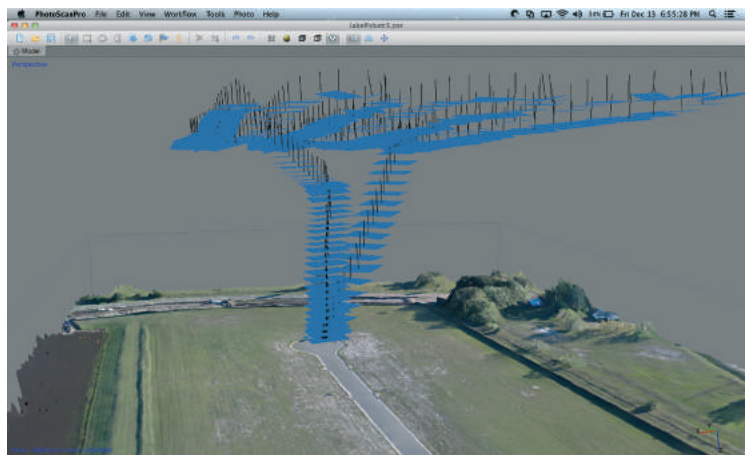 PhotoScanPro File Edit View Workflow Tools Photo Help Fri Dec 13 6:55:28 PM
Model
Perspective